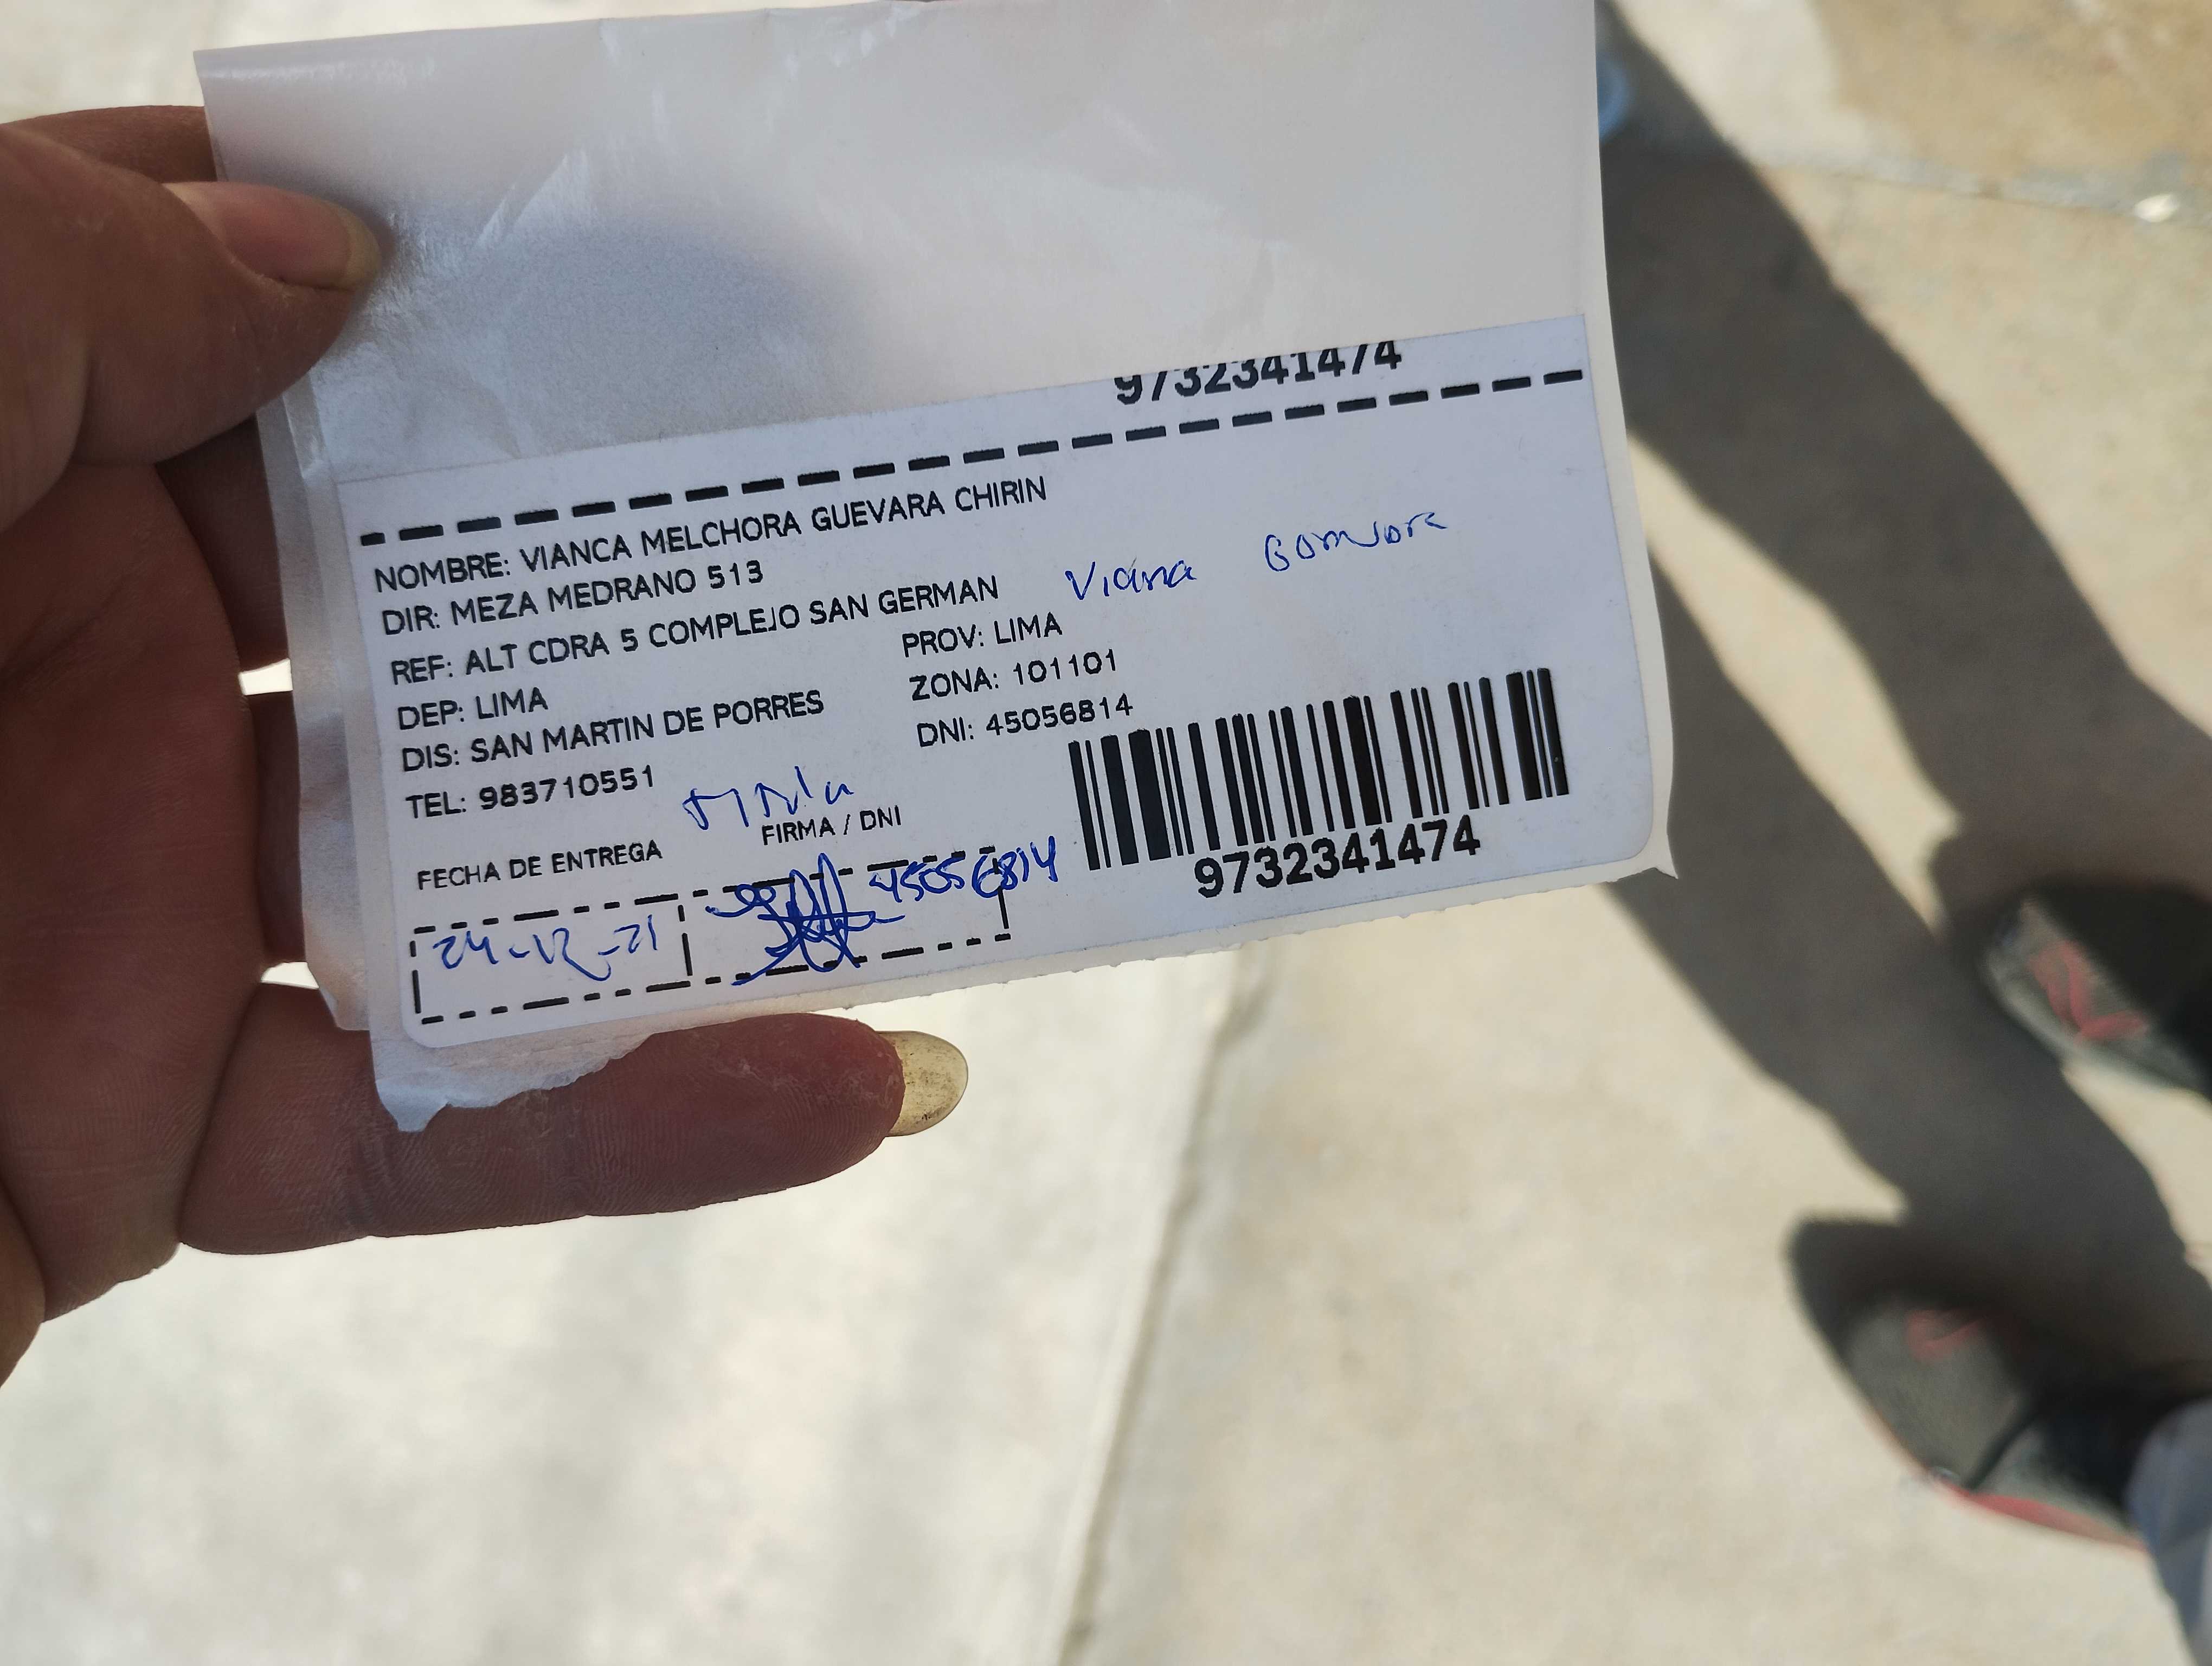 9732341474
NOMBRE: VIANCA MELCHORA GUEVARA CHIRIN
DIR: MEZA MEDRANO 513
REF: ALT CDRA 5 COMPLEJO SAN GERMAN
DEP: LIMA
PROV: LIMA
DIS: SAN MARTIN DE PORRES
ZONA: 101101
TEL: 983710551
DNI: 45056814
FECHA DE ENTREGA
FIRMA / DNI
24-12-21
45056814
9732341474